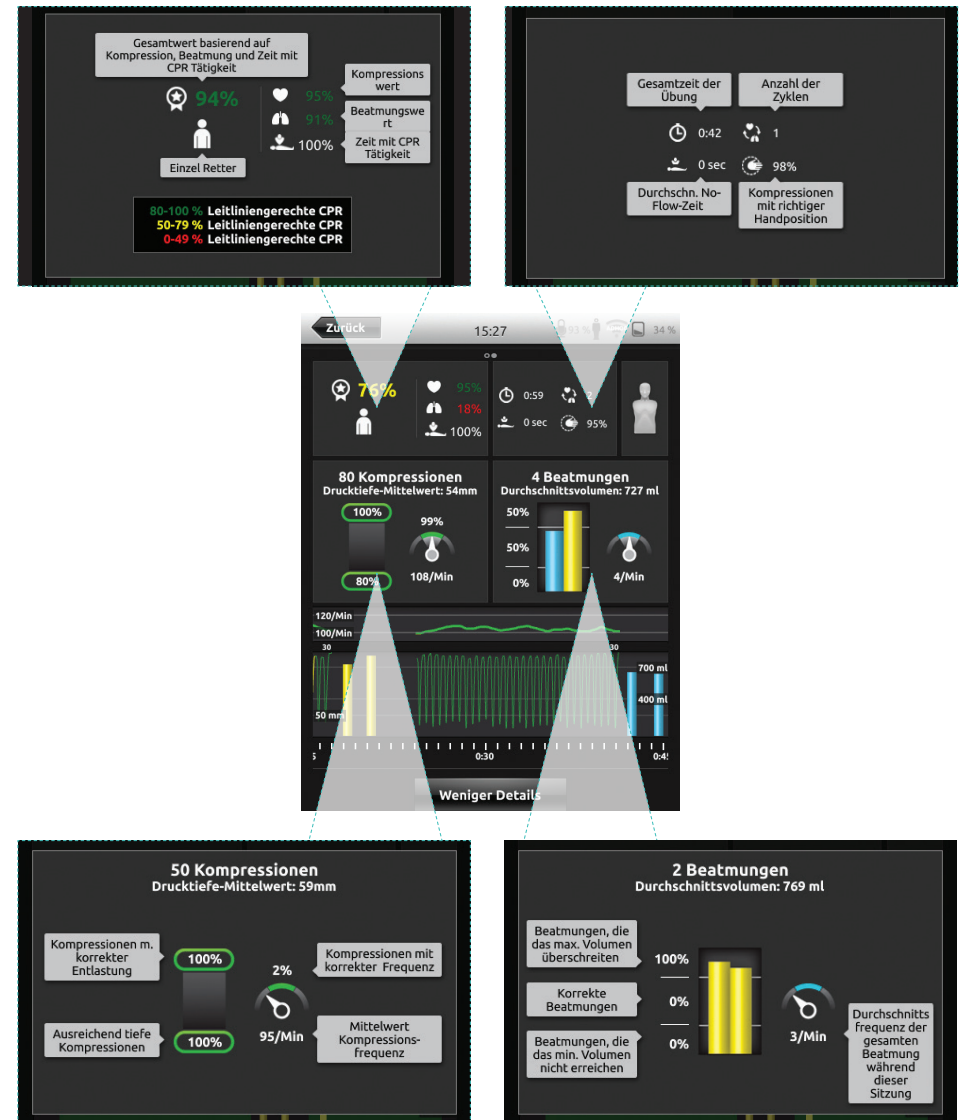 Gesamtwert basierend auf
Kompression, Beatmung und Zeit mit
CPR Tätigkeit
94%
95%
91%
100%
Kompressions
wert
Beatmungswe
rt
Zeit mit CPR
Tätigkeit
Einzel Retter
80-100 % Leitliniengerechte CPR
50-79 % Leitliniengerechte CPR
0-49 % Leitliniengerechte CPR
Gesamtzeit der
Übung
Anzahl der
Zyklen
0:42
1
0 sec
98%
Durchschn. No-
Flow-Zeit
Kompressionen
mit richtiger
Handposition
Zurück
15:27
93 %
34 %
76%
95%
18%
100%
0:59
2
0 sec
95%
80 Kompressionen
Drucktiefe-Mittelwert: 54mm
100%
99%
80%
108/Min
4 Beatmungen
Durchschnittsvolumen: 727 ml
50%
50%
0%
4/Min
120/Min
100/Min
30
30
700 ml
400 ml
50 mm
5
0:30
0:4
Weniger Details
50 Kompressionen
Drucktiefe-Mittelwert: 59mm
Kompressionen m.
korrekter
Entlastung
100%
2%
Kompressionen mit
korrekter Frequenz
Ausreichend tiefe
Kompressionen
100%
95/Min
Mittelwert
Kompressions-
frequenz
2 Beatmungen
Durchschnittsvolumen: 769 ml
Beatmungen, die
das max. Volumen
überschreiten
100%
Korrekte
Beatmungen
0%
Beatmungen, die
das min. Volumen
nicht erreichen
0%
3/Min
Durchschnitts
frequenz der
gesamten
Beatmung
während
dieser
Sitzung